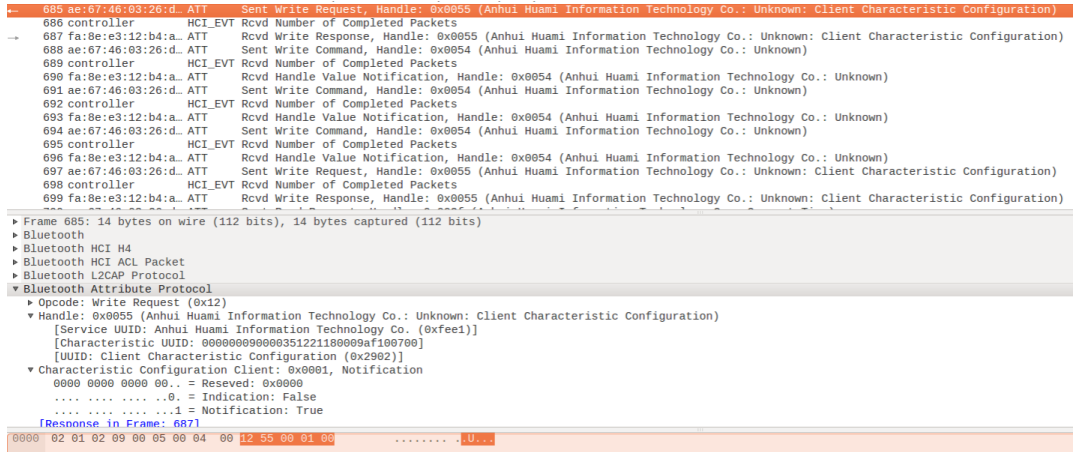 685 ae:67:46:03:26:d… ATT Sent Write Request, Handle: 0x0055 (Anhui Huami Information Technology Co.: Unknown: Client Characteristic Configuration)
686 controller HCI_EVT Rcvd Number of Completed Packets
687 fa:8e:e3:12:b4:a… ATT Rcvd Write Response, Handle: 0x0055 (Anhui Huami Information Technology Co.: Unknown: Client Characteristic Configuration)
688 ae:67:46:03:26:d… ATT Sent Write Command, Handle: 0x0054 (Anhui Huami Information Technology Co.: Unknown)
689 controller HCI_EVT Rcvd Number of Completed Packets
690 fa:8e:e3:12:b4:a… ATT Rcvd Handle Value Notification, Handle: 0x0054 (Anhui Huami Information Technology Co.: Unknown)
691 ae:67:46:03:26:d… ATT Sent Write Command, Handle: 0x0054 (Anhui Huami Information Technology Co.: Unknown)
692 controller HCI_EVT Rcvd Number of Completed Packets
693 fa:8e:e3:12:b4:a… ATT Rcvd Handle Value Notification, Handle: 0x0054 (Anhui Huami Information Technology Co.: Unknown)
694 ae:67:46:03:26:d… ATT Sent Write Command, Handle: 0x0054 (Anhui Huami Information Technology Co.: Unknown)
695 controller HCI_EVT Rcvd Number of Completed Packets
696 fa:8e:e3:12:b4:a… ATT Rcvd Handle Value Notification, Handle: 0x0054 (Anhui Huami Information Technology Co.: Unknown)
697 ae:67:46:03:26:d… ATT Sent Write Request, Handle: 0x0055 (Anhui Huami Information Technology Co.: Unknown: Client Characteristic Configuration)
698 controller HCI_EVT Rcvd Number of Completed Packets
699 fa:8e:e3:12:b4:a… ATT Rcvd Write Response, Handle: 0x0055 (Anhui Huami Information Technology Co.: Unknown: Client Characteristic Configuration)
Frame 685: 14 bytes on wire (112 bits), 14 bytes captured (112 bits)
Bluetooth
Bluetooth HCI H4
Bluetooth HCI ACL Packet
Bluetooth L2CAP Protocol
Bluetooth Attribute Protocol
Opcode: Write Request (0x12)
Handle: 0x0055 (Anhui Huami Information Technology Co.: Unknown: Client Characteristic Configuration)
[Service UUID: Anhui Huami Information Technology Co. (0xfee1)]
[Characteristic UUID: 00000009000035122118​0009af100700]
[UUID: Client Characteristic Configuration (0x2902)]
Characteristic Configuration Client: 0x0001, Notification
0000 0000 0000 00.. = Reseved: 0x0000
.... .... .... ..0. = Indication: False
.... .... .... ...1 = Notification: True
[Response in Frame: 687]
0000 02 01 02 09 00 05 00 04 00 12 55 00 01 00 ........ .U...